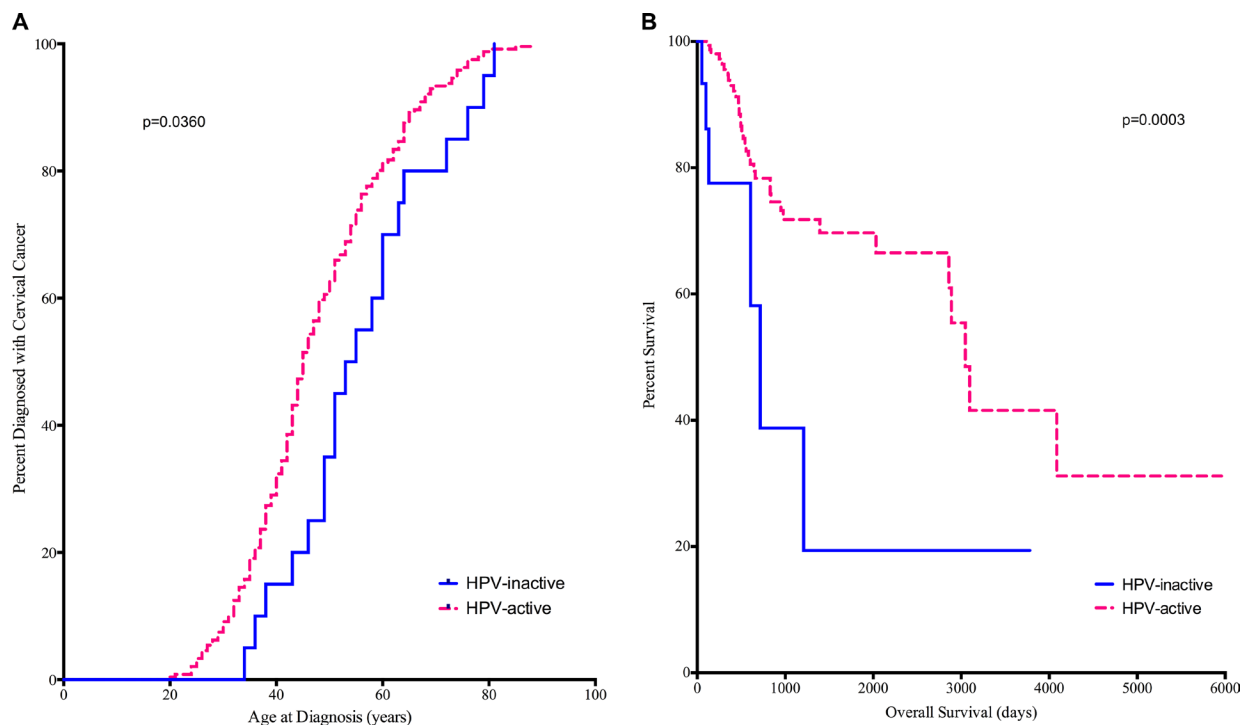 A
100
80
60
40
20
0
Percent Diagnosed with Cervical Cancer
p=0.0360
HPV-inactive
HPV-active
0 20 40 60 80 100
Age at Diagnosis (years)
B
100
80
60
40
20
0
Percent Survival
p=0.0003
HPV-inactive
HPV-active
0 1000 2000 3000 4000 5000 6000
Overall Survival (days)